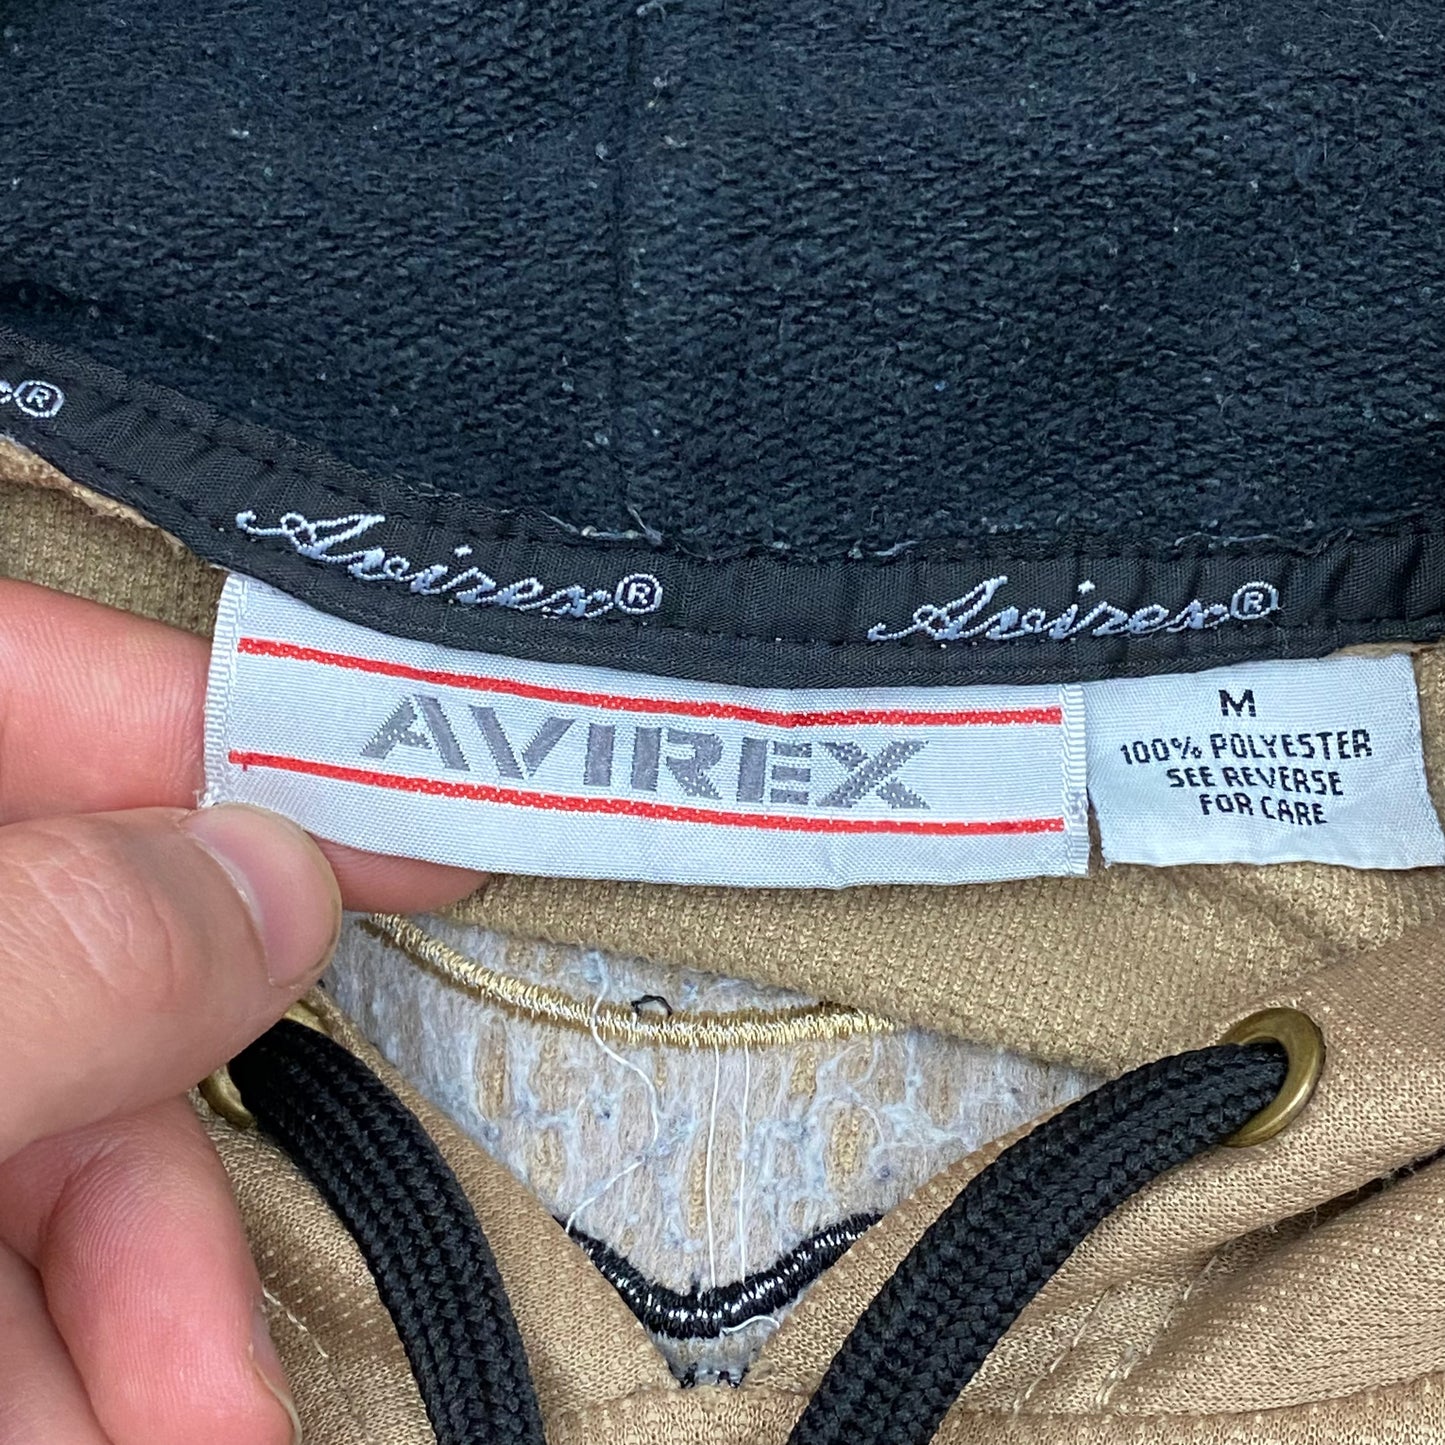 ®
Avirex®
Avirex®
AVIREX
M
100% POLYESTER
SEE REVERSE
FOR CARE